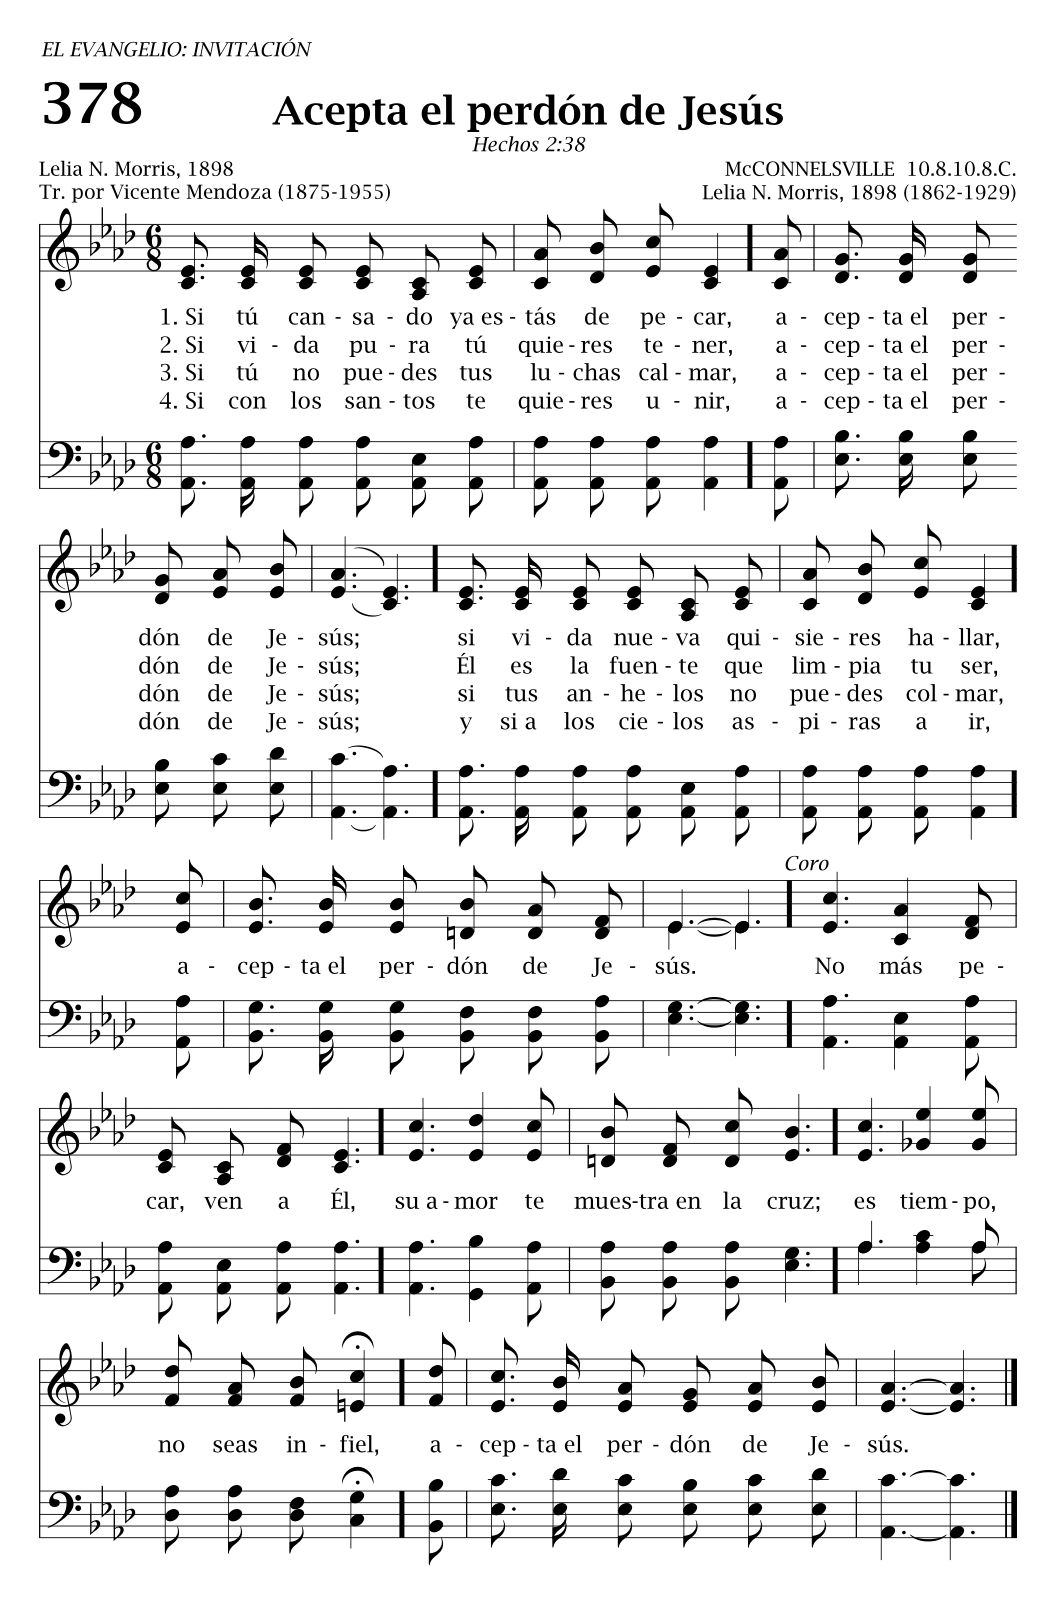 EL EVANGELIO: INVITACIÓN
378
Acepta el perdón de Jesús
Hechos 2:38
Lelia N. Morris, 1898
McCONNELSVILLE 10.8.10.8.C.
Tr. por Vicente Mendoza (1875-1955)
Lelia N. Morris, 1898 (1862-1929)
6
8
1. Si tú can - sa - do ya es - tás de pe - car, a - cep - ta el per -
2. Si vi - da pu - ra tú quie - res te - ner, a - cep - ta el per -
3. Si tú no pue - des tus lu - chas cal - mar, a - cep - ta el per -
4. Si con los san - tos te quie - res u - nir, a - cep - ta el per -
6
8
dón de Je - sús; si vi - da nue - va qui - sie - res ha - llar,
dón de Je - sús; Él es la fuen - te que lim - pia tu ser,
dón de Je - sús; si tus an - he - los no pue - des col - mar,
dón de Je - sús; y si a los cie - los as - pi - ras a ir,
Coro
a - cep - ta el per - dón de Je - sús. No más pe -
car, ven a Él, su a - mor te mues-tra en la cruz; es tiem - po,
no seas in - fiel, a - cep - ta el per - dón de Je - sús.